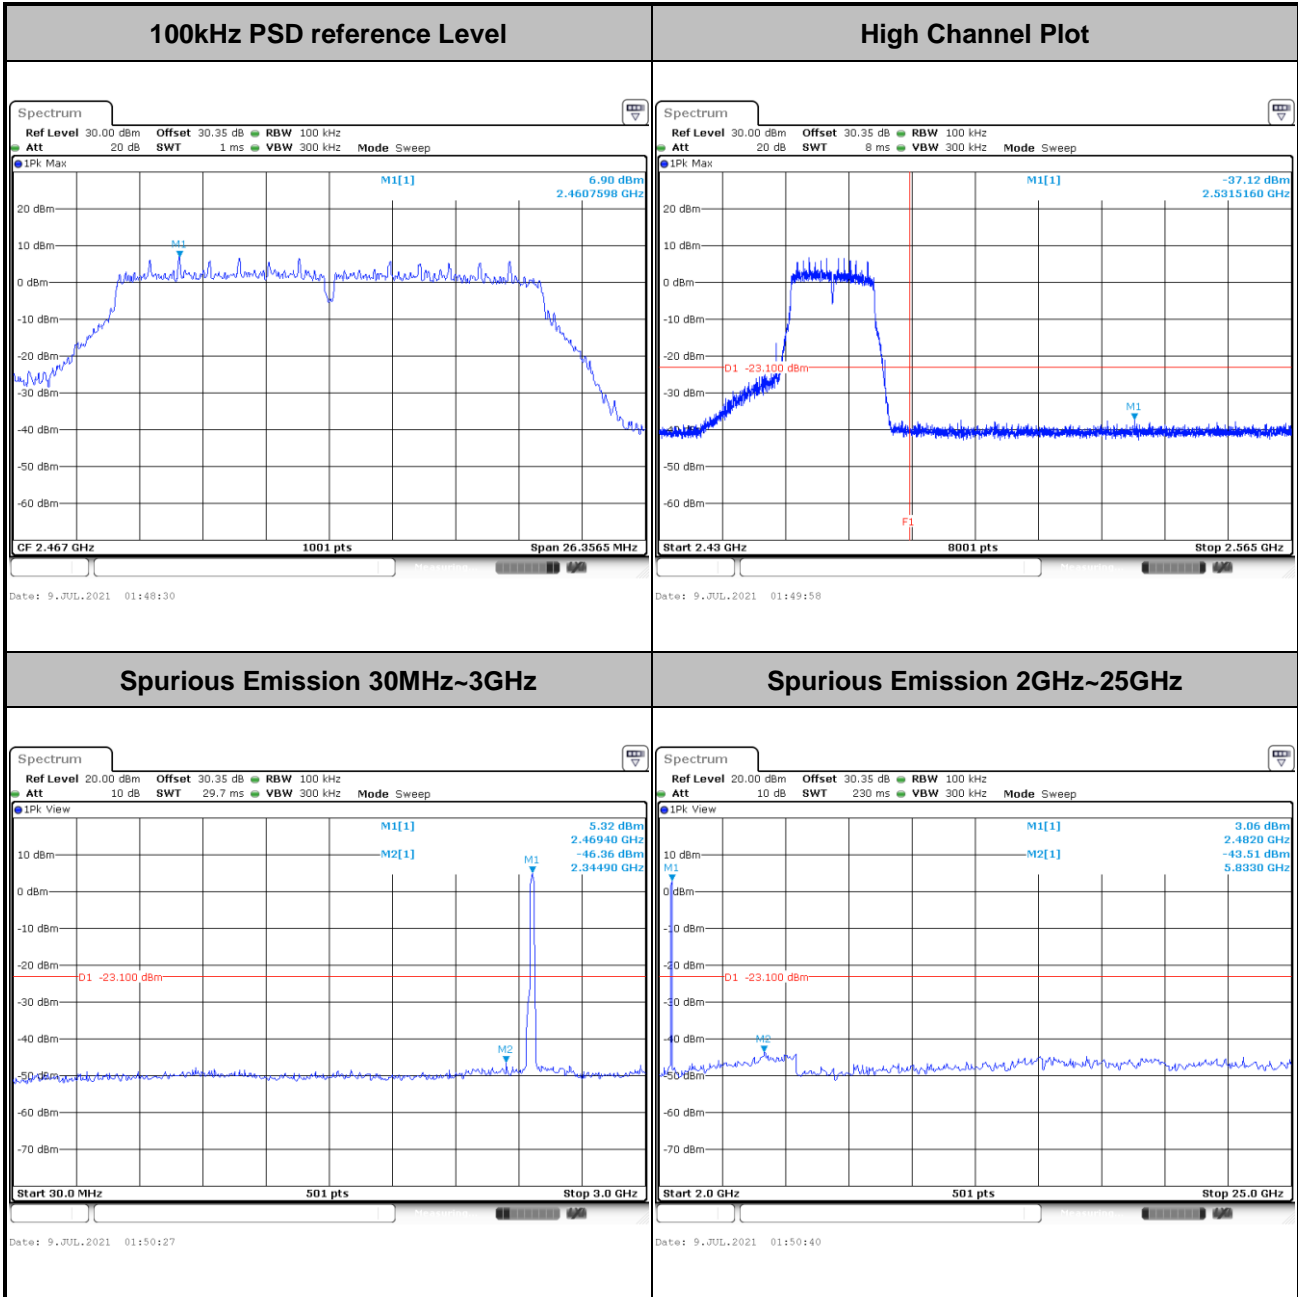 100kHz PSD reference Level
High Channel Plot
Spectrum
Ref Level 30.00 dBm Offset 30.35 dB RBW 100 kHz
Att 20 dB SWT 1 ms VBW 300 kHz Mode Sweep
1Pk Max
M1[1] 6.90 dBm
2.4607598 GHz
20 dBm
10 dBm
M1
0 dBm
-10 dBm
-20 dBm
-30 dBm
-40 dBm
-50 dBm
-60 dBm
CF 2.467 GHz 1001 pts Span 26.3565 MHz
Measuring
Date: 9.JUL.2021 01:48:30
Spectrum
Ref Level 30.00 dBm Offset 30.35 dB RBW 100 kHz
Att 20 dB SWT 8 ms VBW 300 kHz Mode Sweep
1Pk Max
M1[1] -37.12 dBm
2.5315160 GHz
20 dBm
10 dBm
0 dBm
-10 dBm
-20 dBm
D1 -23.100 dBm
-30 dBm
M1
-40 dBm
-50 dBm
-60 dBm
F1
Start 2.43 GHz 8001 pts Stop 2.565 GHz
Measuring
Date: 9.JUL.2021 01:49:58
Spurious Emission 30MHz~3GHz
Spurious Emission 2GHz~25GHz
Spectrum
Ref Level 20.00 dBm Offset 30.35 dB RBW 100 kHz
Att 10 dB SWT 29.7 ms VBW 300 kHz Mode Sweep
1Pk View
M1[1] 5.32 dBm
2.46940 GHz
10 dBm
M2[1] -46.36 dBm
M1
2.34490 GHz
0 dBm
-10 dBm
-20 dBm
D1 -23.100 dBm
-30 dBm
-40 dBm
M2
-50 dBm
-60 dBm
-70 dBm
Start 30.0 MHz 501 pts Stop 3.0 GHz
Measuring
Date: 9.JUL.2021 01:50:27
Spectrum
Ref Level 20.00 dBm Offset 30.35 dB RBW 100 kHz
Att 10 dB SWT 230 ms VBW 300 kHz Mode Sweep
1Pk View
M1[1] 3.06 dBm
2.4820 GHz
10 dBm
M2[1] -43.51 dBm
M1
5.8330 GHz
0 dBm
-10 dBm
-20 dBm
D1 -23.100 dBm
-30 dBm
-40 dBm
M2
-50 dBm
-60 dBm
-70 dBm
Start 2.0 GHz 501 pts Stop 25.0 GHz
Measuring
Date: 9.JUL.2021 01:50:40